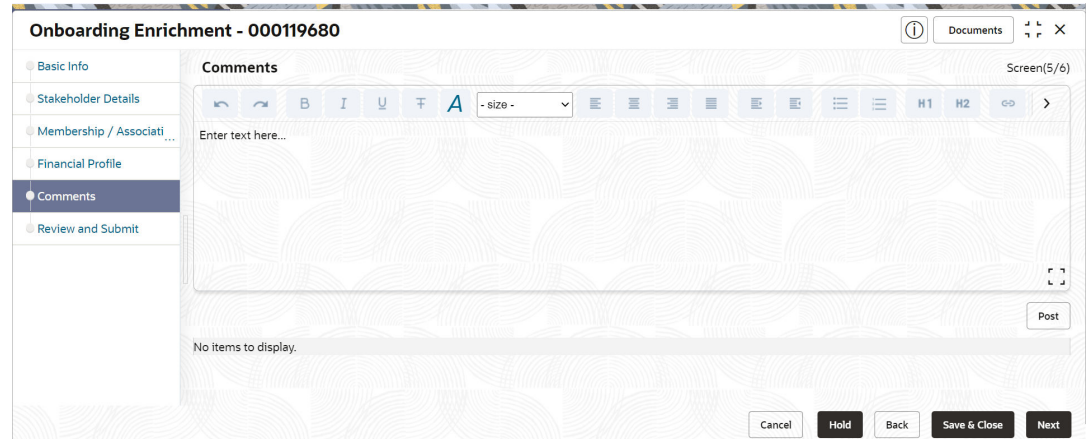 Onboarding Enrichment - 000119680
Documents
Basic Info
Stakeholder Details
Membership / Associati...
Financial Profile
Comments
Review and Submit
Comments
Screen(5/6)
B I U T A - size - H1 H2
Enter text here...
Post
No items to display.
Cancel Hold Back Save & Close Next